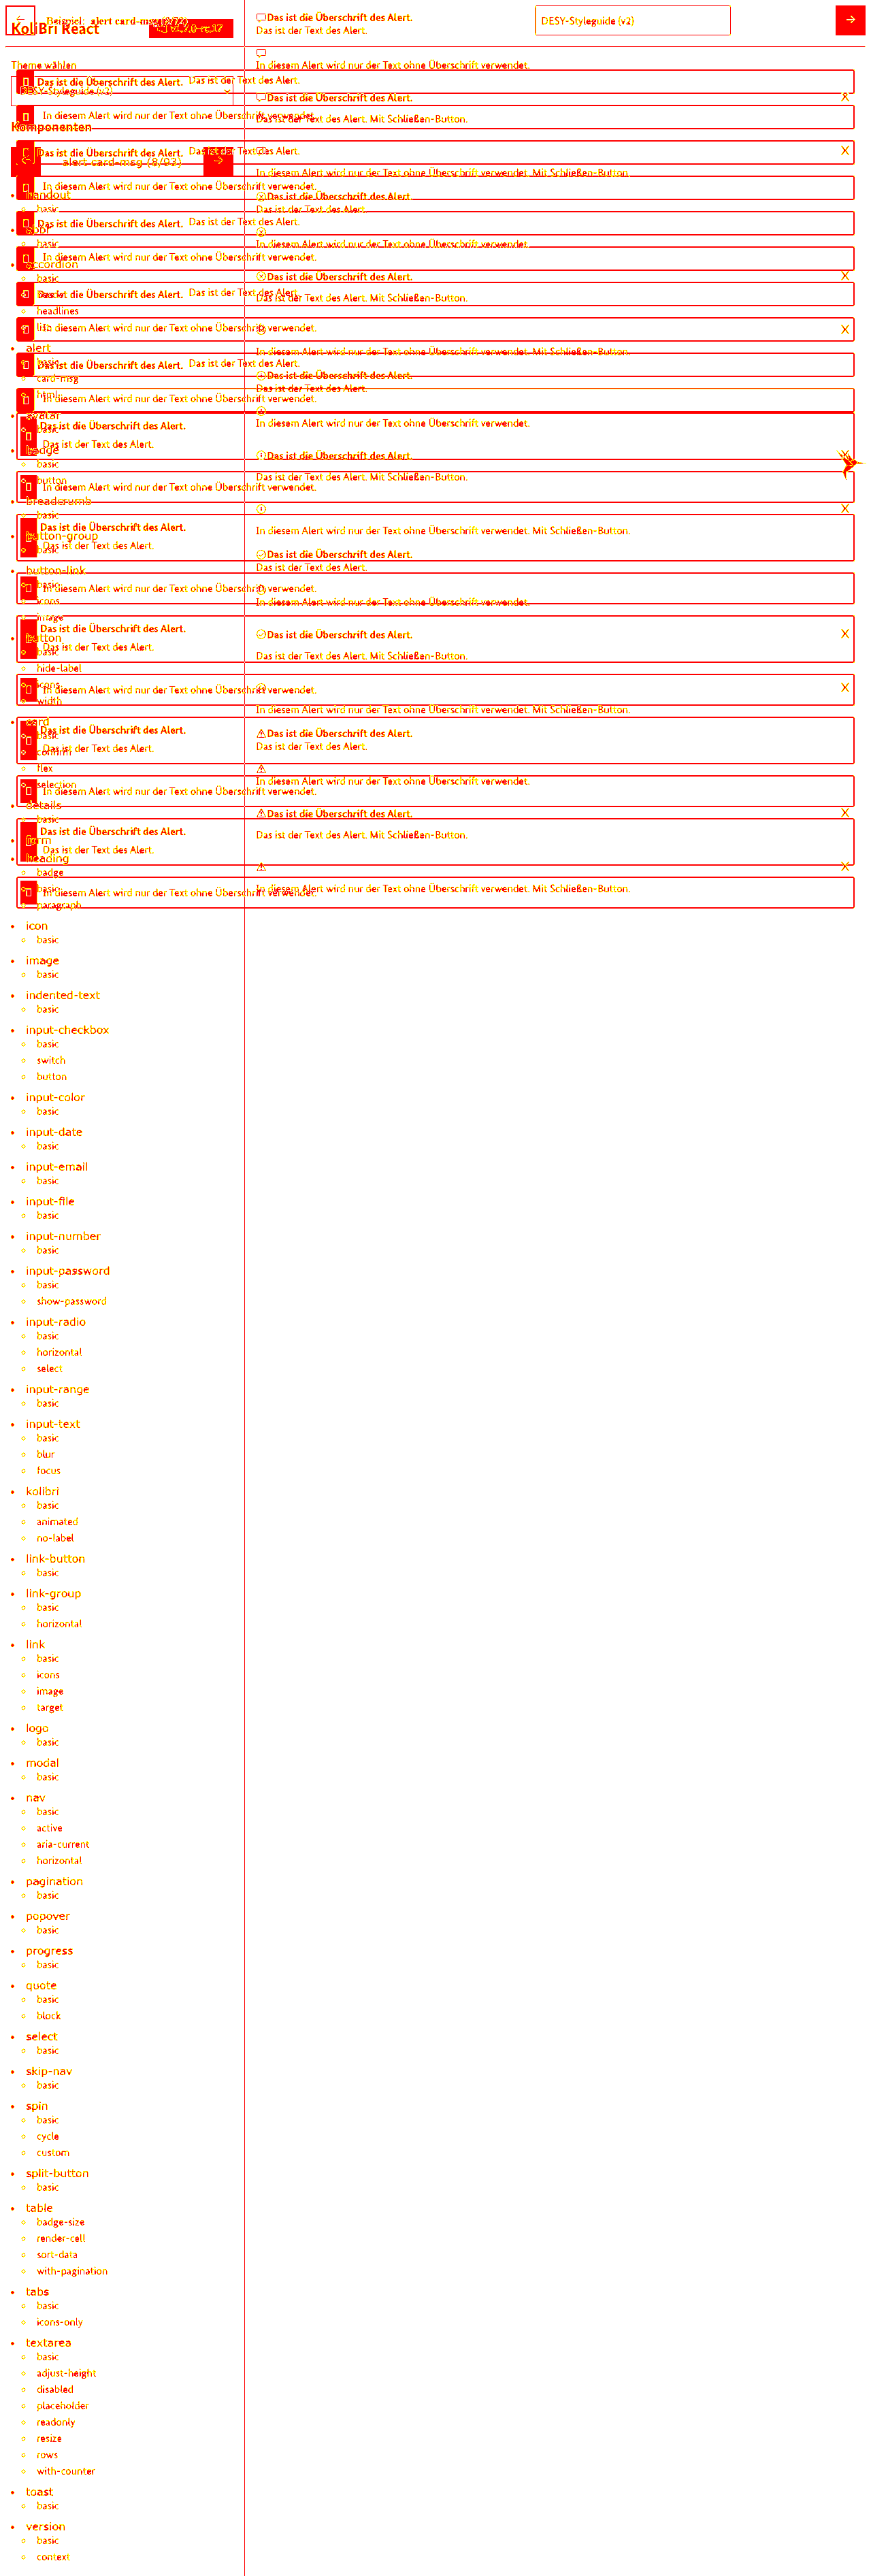 KoliBri React
DESY-Styleguide (v2)
Theme wählen
DESY-Styleguide (v2)
Komponenten
alert card-msg (8/93)
handout
basic
abbr
basic
accordion
basic
headlines
list
alert
basic
card-msg
html
avatar
basic
badge
basic
button
breadcrumb
basic
button-group
basic
button-link
basic
icons
image
button
basic
hide-label
icons
width
card
basic
confirm
flex
selection
details
basic
form
heading
badge
basic
paragraph
icon
basic
image
basic
indented-text
basic
input-checkbox
basic
switch
button
input-color
basic
input-date
basic
input-email
basic
input-file
basic
input-number
basic
input-password
basic
show-password
input-radio
basic
horizontal
select
input-range
basic
input-text
basic
blur
focus
kolibri
basic
animated
no-label
link-button
basic
link-group
basic
horizontal
link
basic
icons
image
target
logo
basic
modal
basic
nav
basic
active
aria-current
horizontal
pagination
basic
popover
basic
progress
basic
quote
basic
block
select
basic
skip-nav
basic
spin
basic
cycle
custom
split-button
basic
table
badge-size
render-cell
sort-data
with-pagination
tabs
basic
icons-only
textarea
basic
adjust-height
disabled
placeholder
readonly
resize
rows
with-counter
toast
basic
version
basic
context
Das ist die Überschrift des Alert. Das ist der Text des Alert.
In diesem Alert wird nur der Text ohne Überschrift verwendet.
Das ist die Überschrift des Alert. Das ist der Text des Alert.
In diesem Alert wird nur der Text ohne Überschrift verwendet.
Das ist die Überschrift des Alert. Das ist der Text des Alert.
In diesem Alert wird nur der Text ohne Überschrift verwendet.
Das ist die Überschrift des Alert. Das ist der Text des Alert.
In diesem Alert wird nur der Text ohne Überschrift verwendet.
Das ist die Überschrift des Alert. Das ist der Text des Alert.
In diesem Alert wird nur der Text ohne Überschrift verwendet.
Das ist die Überschrift des Alert.
Das ist der Text des Alert.
In diesem Alert wird nur der Text ohne Überschrift verwendet.
Das ist die Überschrift des Alert.
Das ist der Text des Alert.
In diesem Alert wird nur der Text ohne Überschrift verwendet.
Das ist die Überschrift des Alert.
Das ist der Text des Alert.
In diesem Alert wird nur der Text ohne Überschrift verwendet.
Das ist die Überschrift des Alert.
Das ist der Text des Alert.
In diesem Alert wird nur der Text ohne Überschrift verwendet.
Das ist die Überschrift des Alert.
Das ist der Text des Alert.
In diesem Alert wird nur der Text ohne Überschrift verwendet.
Das ist die Überschrift des Alert.
Das ist der Text des Alert.
In diesem Alert wird nur der Text ohne Überschrift verwendet.
Das ist die Überschrift des Alert.
Das ist der Text des Alert. Mit Schließen-Button.
In diesem Alert wird nur der Text ohne Überschrift verwendet. Mit Schließen-Button.
Das ist die Überschrift des Alert.
Das ist der Text des Alert.
In diesem Alert wird nur der Text ohne Überschrift verwendet.
Das ist die Überschrift des Alert.
Das ist der Text des Alert. Mit Schließen-Button.
In diesem Alert wird nur der Text ohne Überschrift verwendet. Mit Schließen-Button.
Das ist die Überschrift des Alert.
Das ist der Text des Alert.
In diesem Alert wird nur der Text ohne Überschrift verwendet.
Das ist die Überschrift des Alert.
Das ist der Text des Alert. Mit Schließen-Button.
In diesem Alert wird nur der Text ohne Überschrift verwendet. Mit Schließen-Button.
Das ist die Überschrift des Alert.
Das ist der Text des Alert.
In diesem Alert wird nur der Text ohne Überschrift verwendet.
Das ist die Überschrift des Alert.
Das ist der Text des Alert. Mit Schließen-Button.
In diesem Alert wird nur der Text ohne Überschrift verwendet. Mit Schließen-Button.
Das ist die Überschrift des Alert.
Das ist der Text des Alert.
In diesem Alert wird nur der Text ohne Überschrift verwendet.
Das ist die Überschrift des Alert.
Das ist der Text des Alert. Mit Schließen-Button.
In diesem Alert wird nur der Text ohne Überschrift verwendet. Mit Schließen-Button.